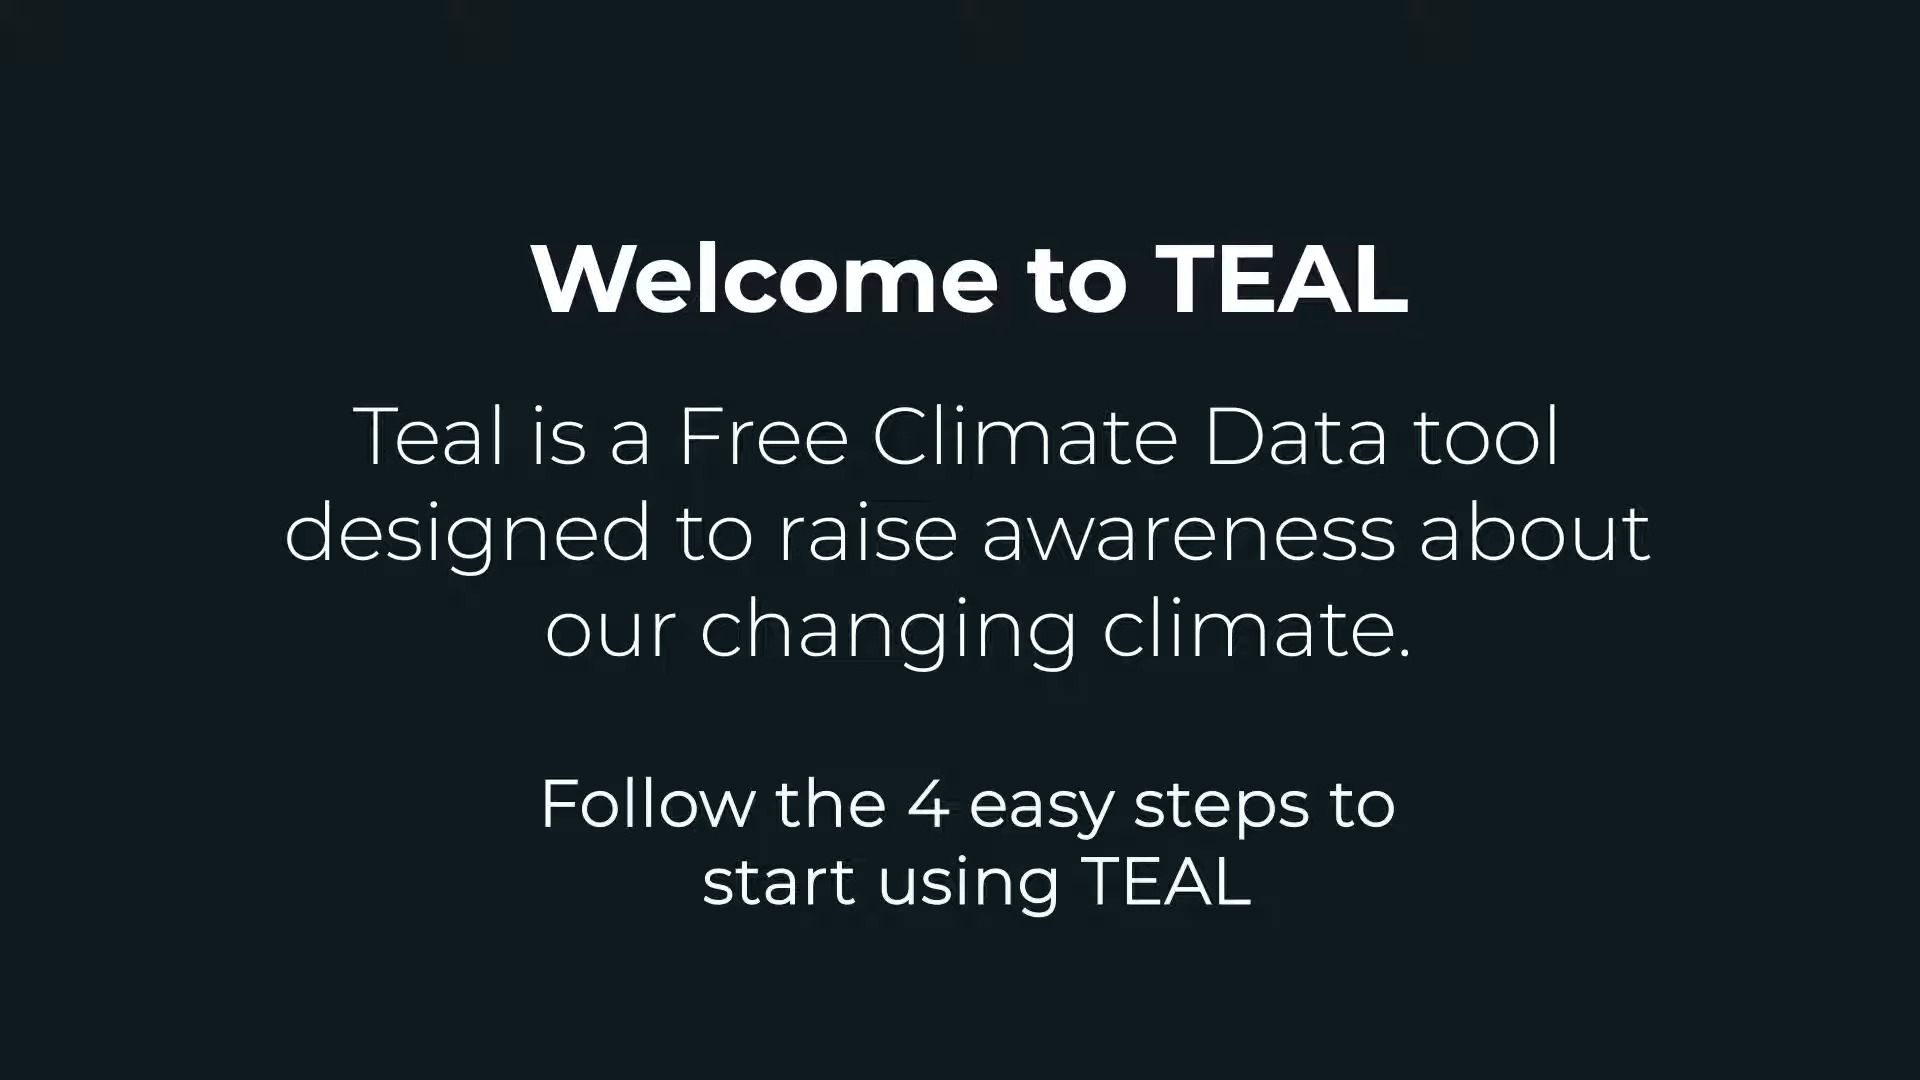 Welcome to TEAL
Teal is a Free Climate Data tool
designed to raise awareness about
our changing climate.
Follow the 4 easy steps to
start using TEAL